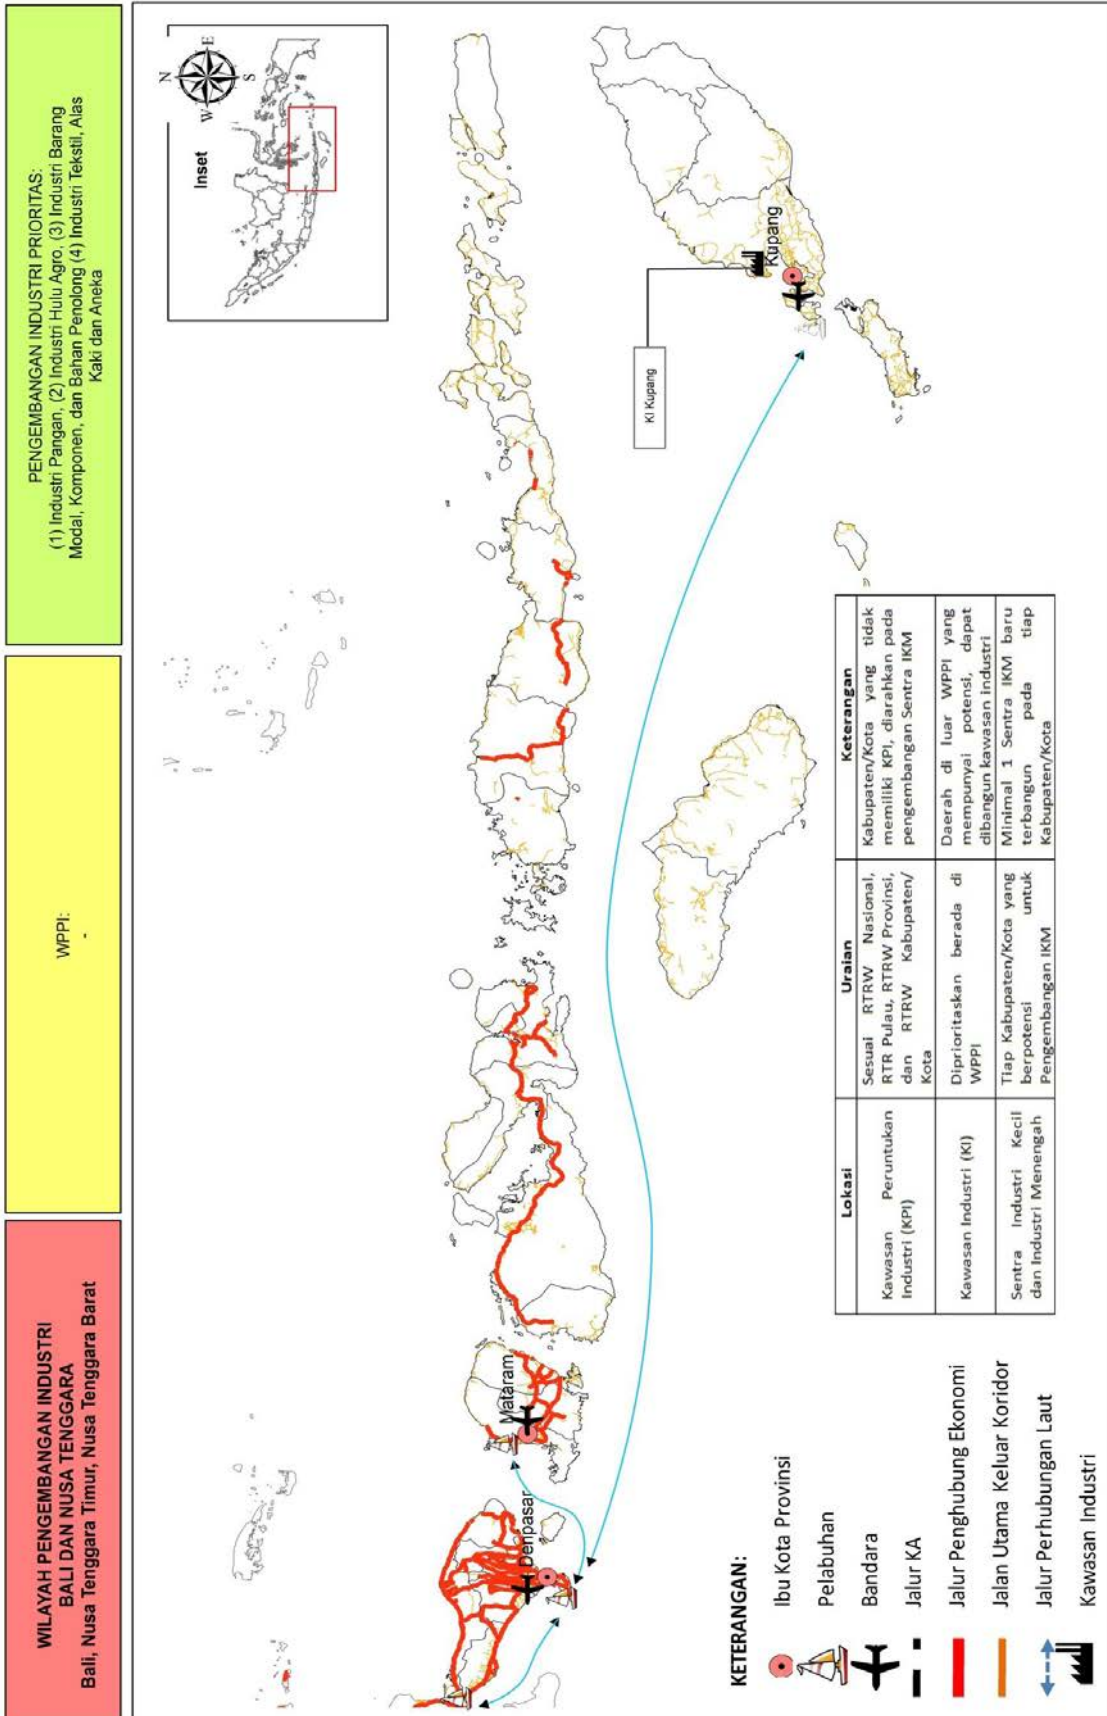 WILAYAH PENGEMBANGAN INDUSTRI
BALI DAN NUSA TENGGARA
Bali, Nusa Tenggara Timur, Nusa Tenggara Barat
WPPI:
-
PENGEMBANGAN INDUSTRI PRIORITAS:
(1) Industri Pangan, (2) Industri Hulu Agro, (3) Industri Barang
Modal, Komponen, dan Bahan Penolong (4) Industri Tekstil, Alas
Kaki dan Aneka
Inset
N
E
S
W
Denpasar
Mataram
Kupang
KI Kupang
KETERANGAN:
Ibu Kota Provinsi
Pelabuhan
Bandara
Jalur KA
Jalur Penghubung Ekonomi
Jalan Utama Keluar Koridor
Jalur Perhubungan Laut
Kawasan Industri
Lokasi
Uraian
Keterangan
Kawasan Peruntukan
Industri (KPI)
Sesuai RTRW Nasional,
RTR Pulau, RTRW Provinsi,
dan RTRW Kabupaten/
Kota
Kabupaten/Kota yang tidak
memiliki KPI, diarahkan pada
pengembangan Sentra IKM
Kawasan Industri (KI)
Diprioritaskan berada di
WPPI
Daerah di luar WPPI yang
mempunyai potensi, dapat
dibangun kawasan industri
Sentra Industri Kecil
dan Industri Menengah
Tiap Kabupaten/Kota yang
berpotensi untuk
Pengembangan IKM
Minimal 1 Sentra IKM baru
terbangun pada tiap
Kabupaten/Kota